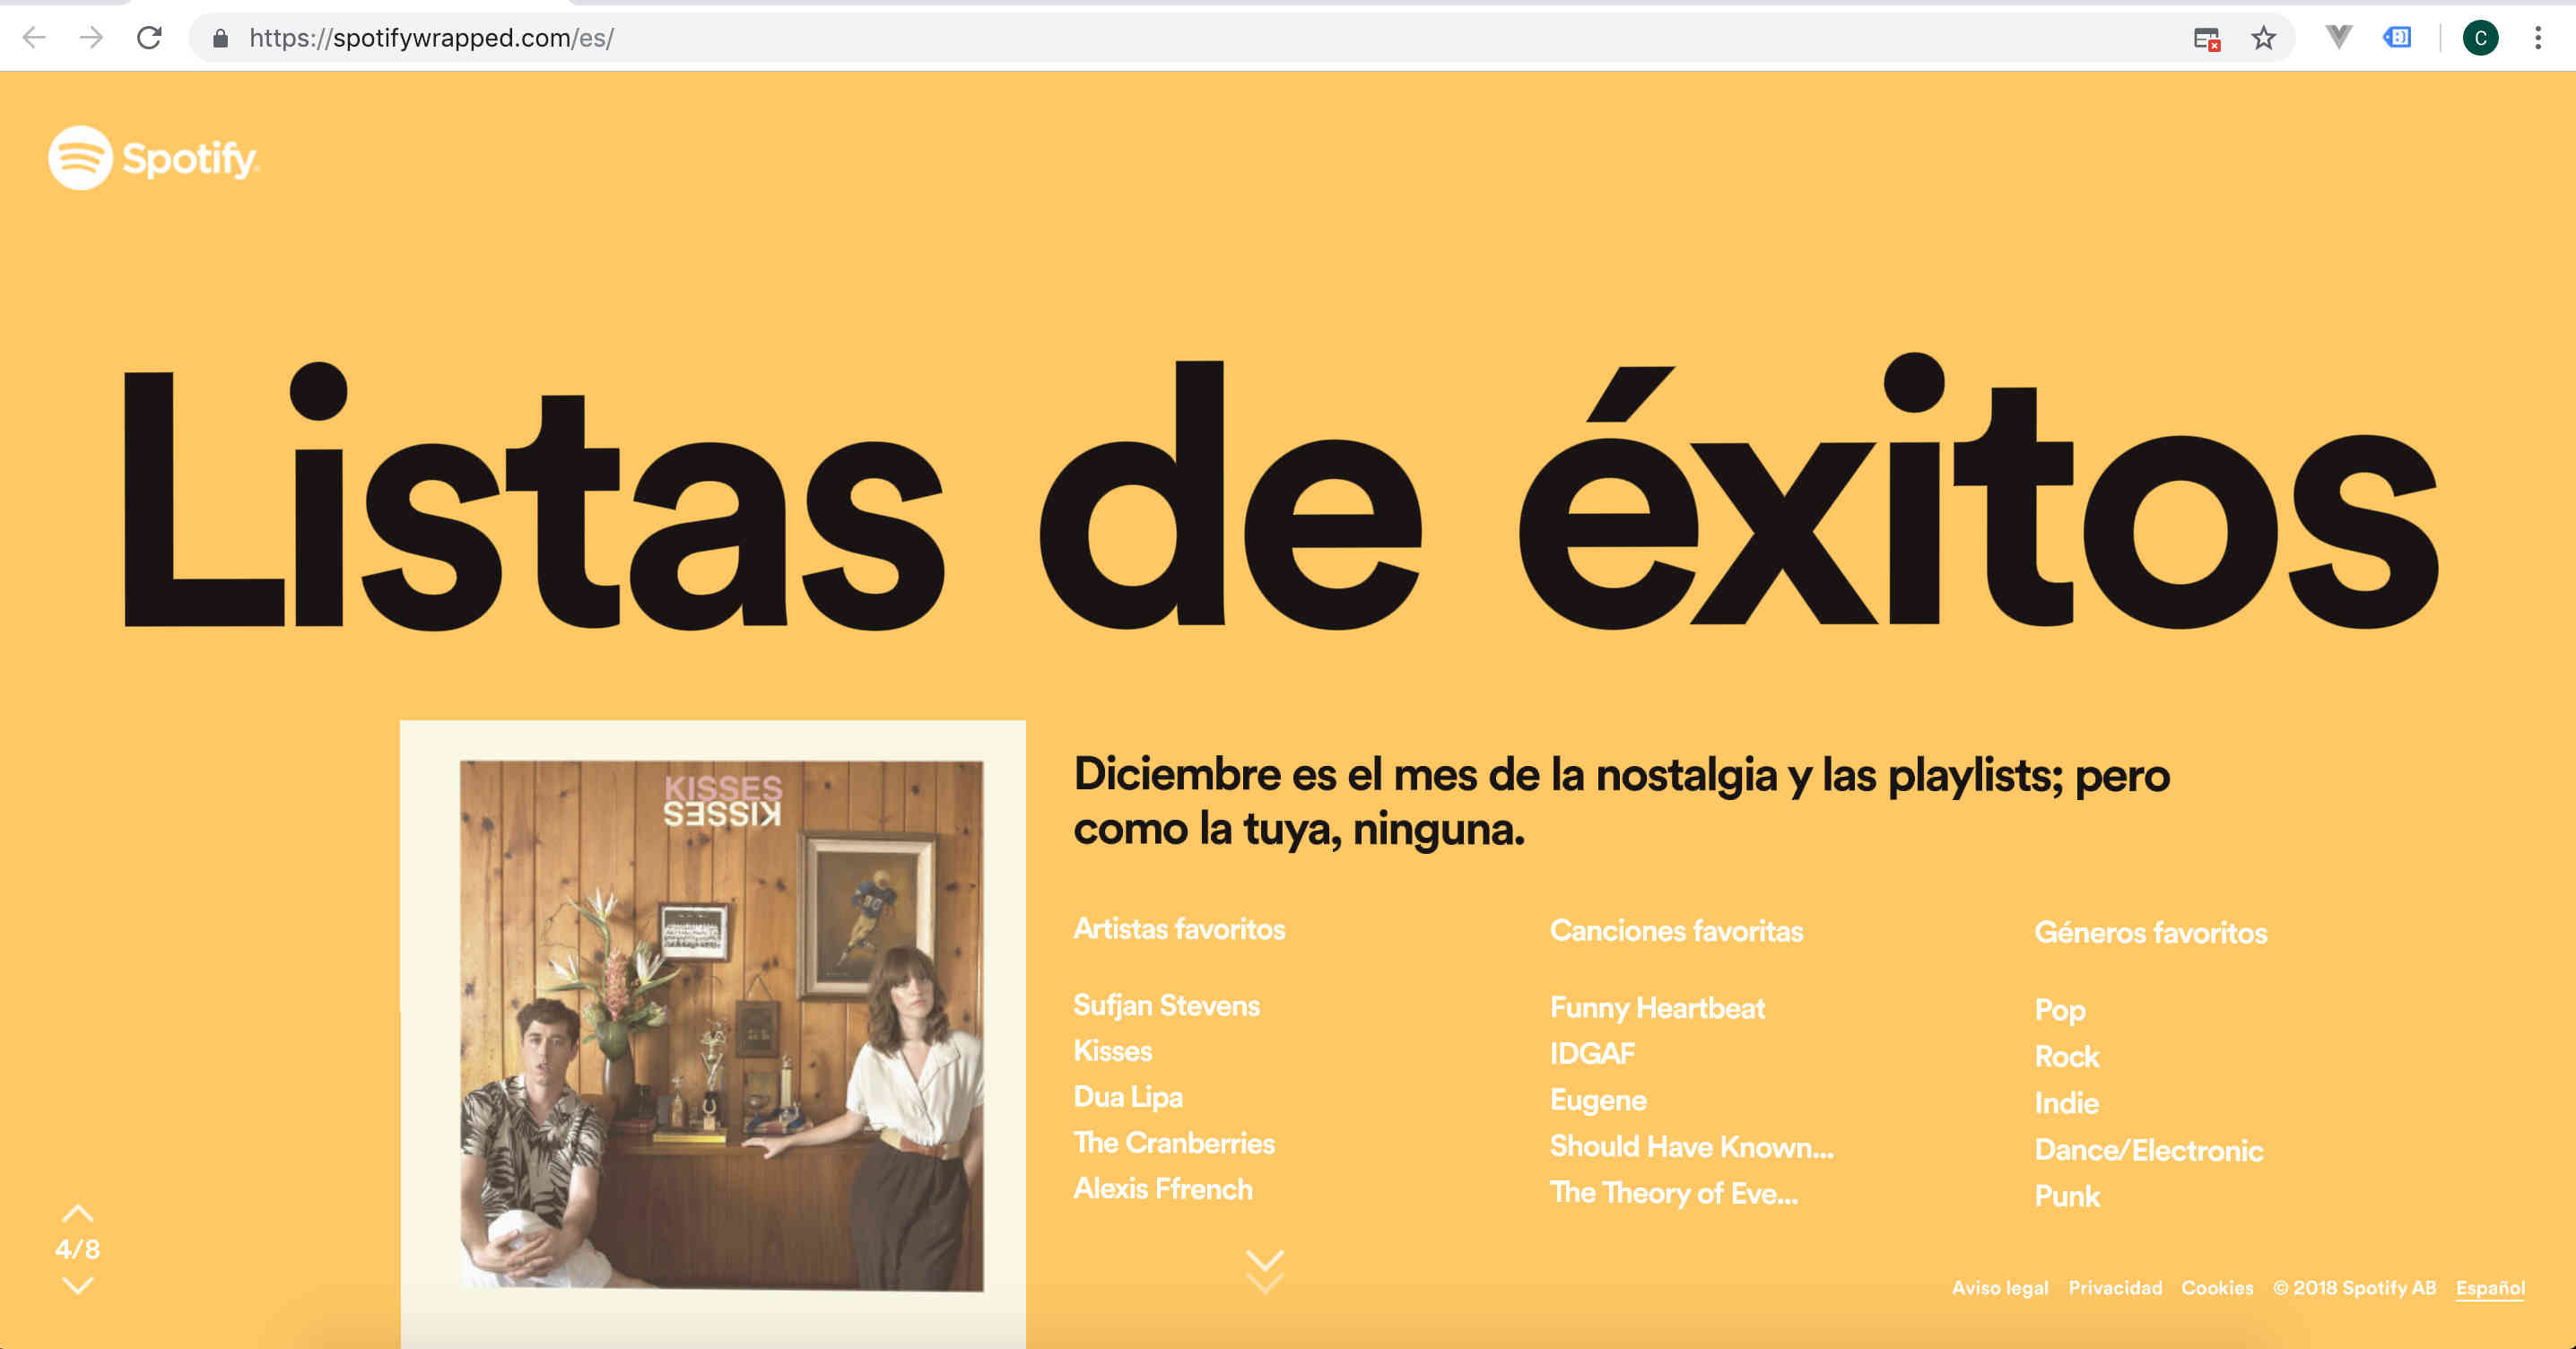 https://spotifywrapped.com/es/
C
Spotify
Listas de éxitos
KISSES
KISSES
Diciembre es el mes de la nostalgia y las playlists; pero
como la tuya, ninguna.
Artistas favoritos
Sufjan Stevens
Kisses
Dua Lipa
The Cranberries
Alexis Ffrench
Canciones favoritas
Funny Heartbeat
IDGAF
Eugene
Should Have Known...
The Theory of Eve...
Géneros favoritos
Pop
Rock
Indie
Dance/Electronic
Punk
4/8
Aviso legal Privacidad Cookies © 2018 Spotify AB Español